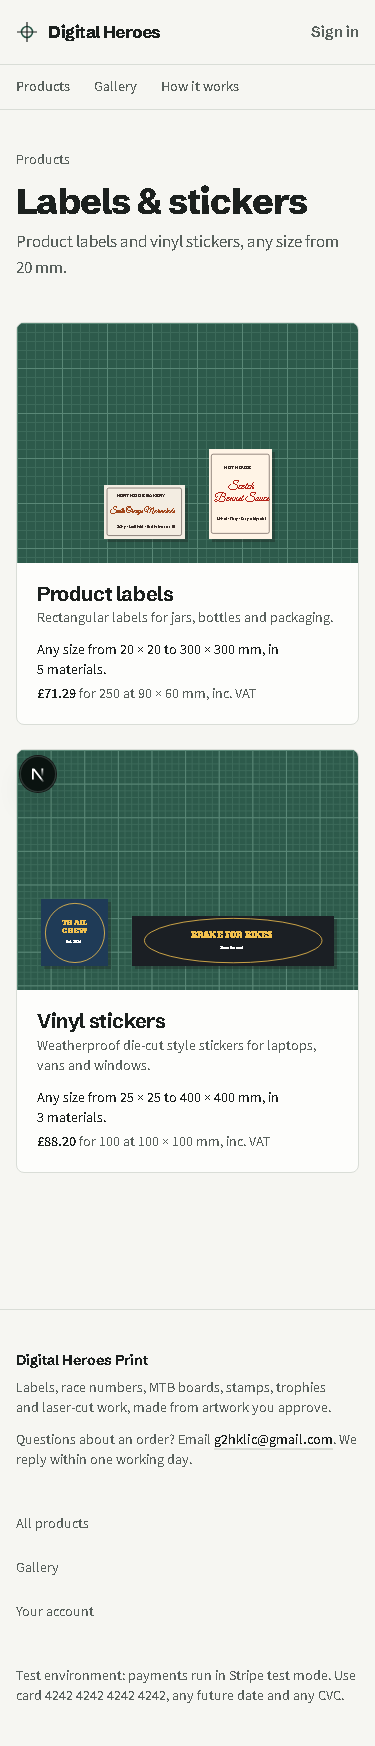 Digital Heroes
Sign in
Products
Gallery
How it works
Products
Labels & stickers
Product labels and vinyl stickers, any size from
20 mm.
HOT HORSE
Scotch
Bonnet Sauce
Product labels
Rectangular labels for jars, bottles and packaging.
Any size from 20 × 20 to 300 × 300 mm, in
5 materials.
£71.29 for 250 at 90 × 60 mm, inc. VAT
N
TRAIL
CREW
BRAKE FOR BIKES
Vinyl stickers
Weatherproof die-cut style stickers for laptops,
vans and windows.
Any size from 25 × 25 to 400 × 400 mm, in
3 materials.
£88.20 for 100 at 100 × 100 mm, inc. VAT
Digital Heroes Print
Labels, race numbers, MTB boards, stamps, trophies
and laser-cut work, made from artwork you approve.
Questions about an order? Email g2hklic@gmail.com. We
reply within one working day.
All products
Gallery
Your account
Test environment: payments run in Stripe test mode. Use
card 4242 4242 4242 4242, any future date and any CVC.